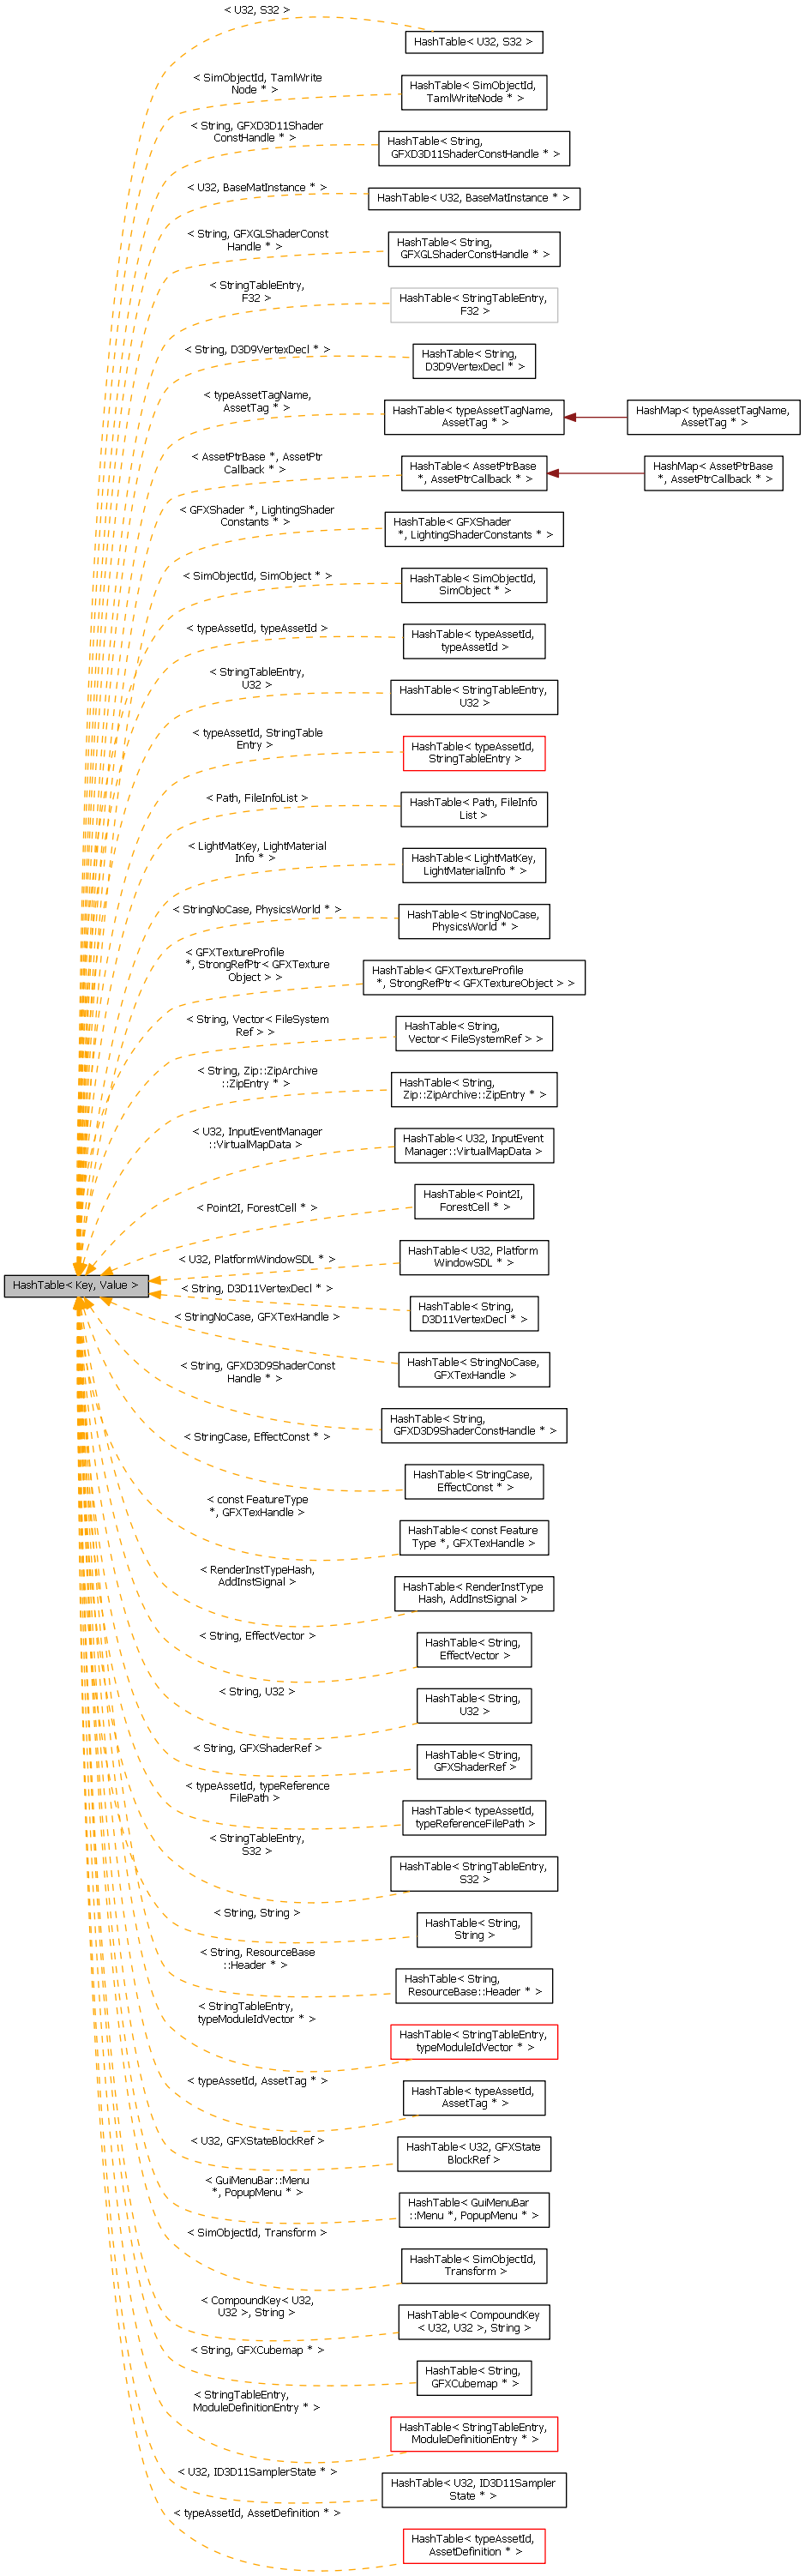 < U32, S32 >
HashTable< U32, S32 >
< SimObjectId, TamlWrite
Node * >
HashTable< SimObjectId,
TamlWriteNode * >
< String, GFXD3D11Shader
ConstHandle * >
HashTable< String,
GFXD3D11ShaderConstHandle * >
< U32, BaseMatInstance * >
HashTable< U32, BaseMatInstance * >
< String, GFXGLShaderConst
Handle * >
HashTable< String,
GFXGLShaderConstHandle * >
< StringTableEntry,
F32 >
HashTable< StringTableEntry,
F32 >
< String, D3D9VertexDecl * >
HashTable< String,
D3D9VertexDecl * >
< typeAssetTagName,
AssetTag * >
HashTable< typeAssetTagName,
AssetTag * >
HashMap< typeAssetTagName,
AssetTag * >
< AssetPtrBase *, AssetPtr
Callback * >
HashTable< AssetPtrBase
*, AssetPtrCallback * >
HashMap< AssetPtrBase
*, AssetPtrCallback * >
< GFXShader *, LightingShader
Constants * >
HashTable< GFXShader
*, LightingShaderConstants * >
< SimObjectId, SimObject * >
HashTable< SimObjectId,
SimObject * >
< typeAssetId, typeAssetId >
HashTable< typeAssetId,
typeAssetId >
< StringTableEntry,
U32 >
HashTable< StringTableEntry,
U32 >
< typeAssetId, StringTable
Entry >
HashTable< typeAssetId,
StringTableEntry >
< Path, FileInfoList >
HashTable< Path, FileInfo
List >
< LightMatKey, LightMaterial
Info * >
HashTable< LightMatKey,
LightMaterialInfo * >
< StringNoCase, PhysicsWorld * >
HashTable< StringNoCase,
PhysicsWorld * >
< GFXTextureProfile
*, StrongRefPtr< GFXTexture
Object > >
HashTable< GFXTextureProfile
*, StrongRefPtr< GFXTextureObject > >
< String, Vector< FileSystem
Ref > >
HashTable< String,
Vector< FileSystemRef > >
< String, Zip::ZipArchive
::ZipEntry * >
HashTable< String,
Zip::ZipArchive::ZipEntry * >
< U32, InputEventManager
::VirtualMapData >
HashTable< U32, InputEvent
Manager::VirtualMapData >
< Point2I, ForestCell * >
HashTable< Point2I,
ForestCell * >
< U32, PlatformWindowSDL * >
HashTable< U32, Platform
WindowSDL * >
HashTable< Key, Value >
< String, D3D11VertexDecl * >
HashTable< String,
D3D11VertexDecl * >
< StringNoCase, GFXTexHandle >
HashTable< StringNoCase,
GFXTexHandle >
< String, GFXD3D9ShaderConst
Handle * >
HashTable< String,
GFXD3D9ShaderConstHandle * >
< StringCase, EffectConst * >
HashTable< StringCase,
EffectConst * >
< const FeatureType
*, GFXTexHandle >
HashTable< const Feature
Type *, GFXTexHandle >
< RenderInstTypeHash,
AddInstSignal >
HashTable< RenderInstType
Hash, AddInstSignal >
< String, EffectVector >
HashTable< String,
EffectVector >
< String, U32 >
HashTable< String,
U32 >
< String, GFXShaderRef >
HashTable< String,
GFXShaderRef >
< typeAssetId, typeReference
FilePath >
HashTable< typeAssetId,
typeReferenceFilePath >
< StringTableEntry,
S32 >
HashTable< StringTableEntry,
S32 >
< String, String >
HashTable< String,
String >
< String, ResourceBase
::Header * >
HashTable< String,
ResourceBase::Header * >
< StringTableEntry,
typeModuleIdVector * >
HashTable< StringTableEntry,
typeModuleIdVector * >
< typeAssetId, AssetTag * >
HashTable< typeAssetId,
AssetTag * >
< U32, GFXStateBlockRef >
HashTable< U32, GFXState
BlockRef >
< GuiMenuBar::Menu
*, PopupMenu * >
HashTable< GuiMenuBar
::Menu *, PopupMenu * >
< SimObjectId, Transform >
HashTable< SimObjectId,
Transform >
< CompoundKey< U32,
U32 >, String >
HashTable< CompoundKey
< U32, U32 >, String >
< String, GFXCubemap * >
HashTable< String,
GFXCubemap * >
< StringTableEntry,
ModuleDefinitionEntry * >
HashTable< StringTableEntry,
ModuleDefinitionEntry * >
< U32, ID3D11SamplerState * >
HashTable< U32, ID3D11Sampler
State * >
< typeAssetId, AssetDefinition * >
HashTable< typeAssetId,
AssetDefinition * >